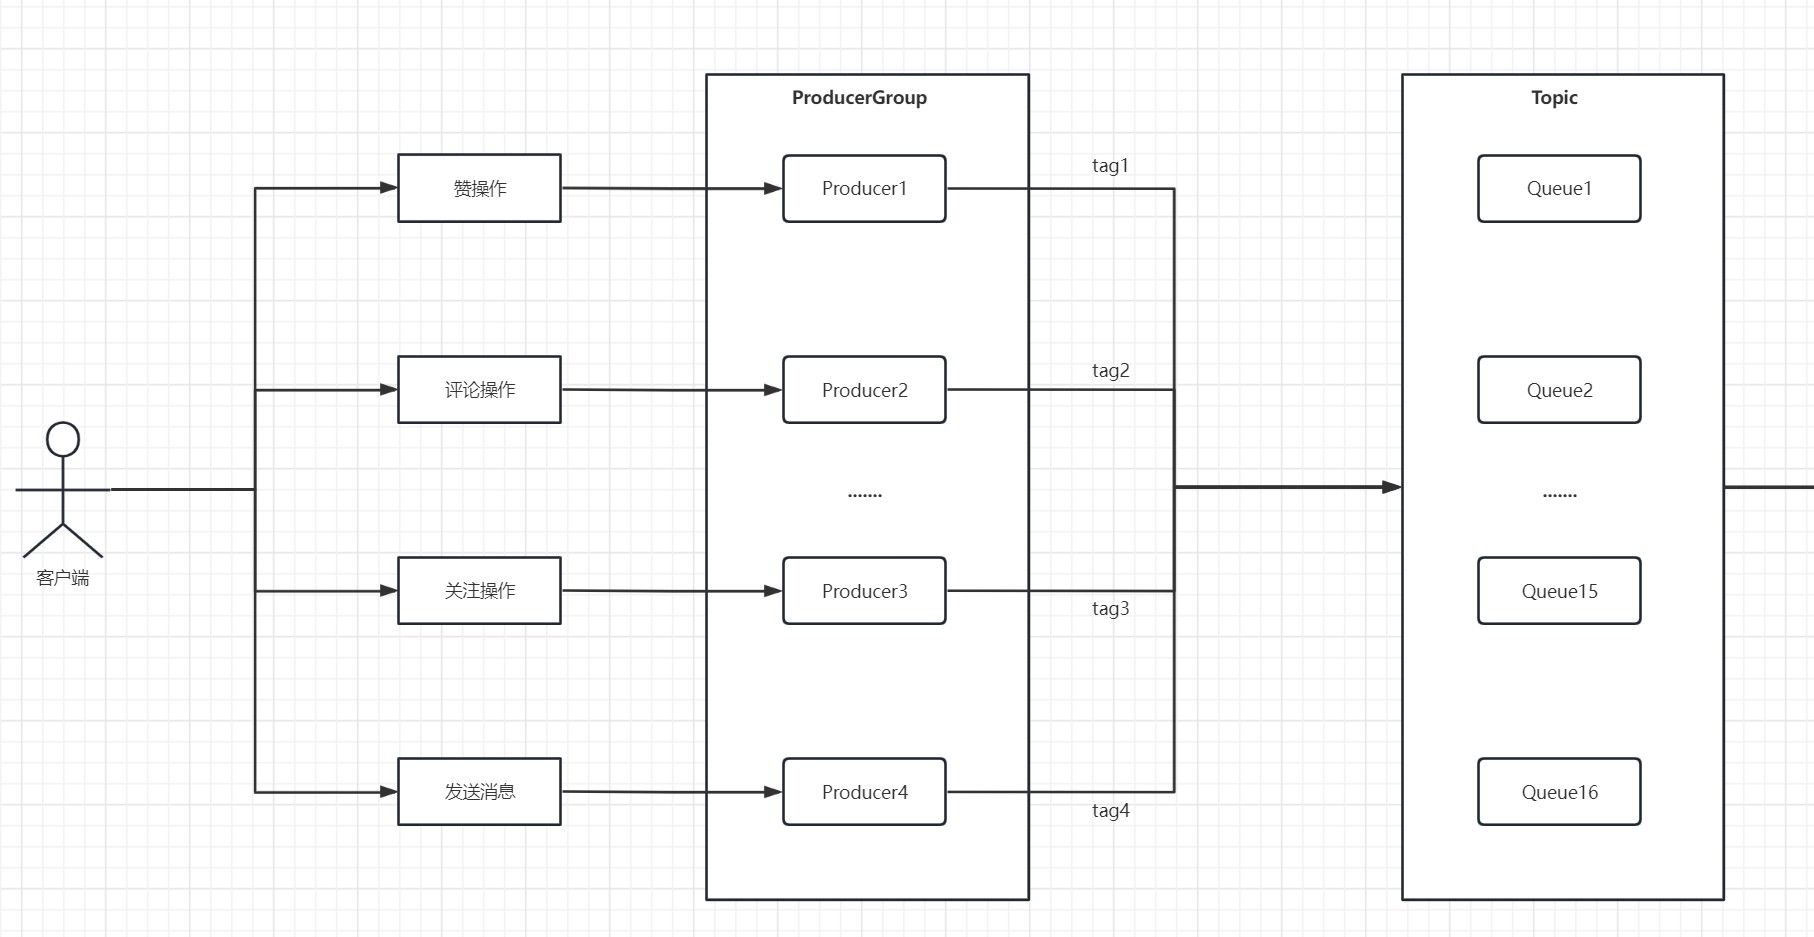 ProducerGroup
Topic
赞操作
Producer1
tag1
Queue1
评论操作
Producer2
tag2
Queue2
.......
.......
客户端
关注操作
Producer3
tag3
Queue15
发送消息
Producer4
tag4
Queue16